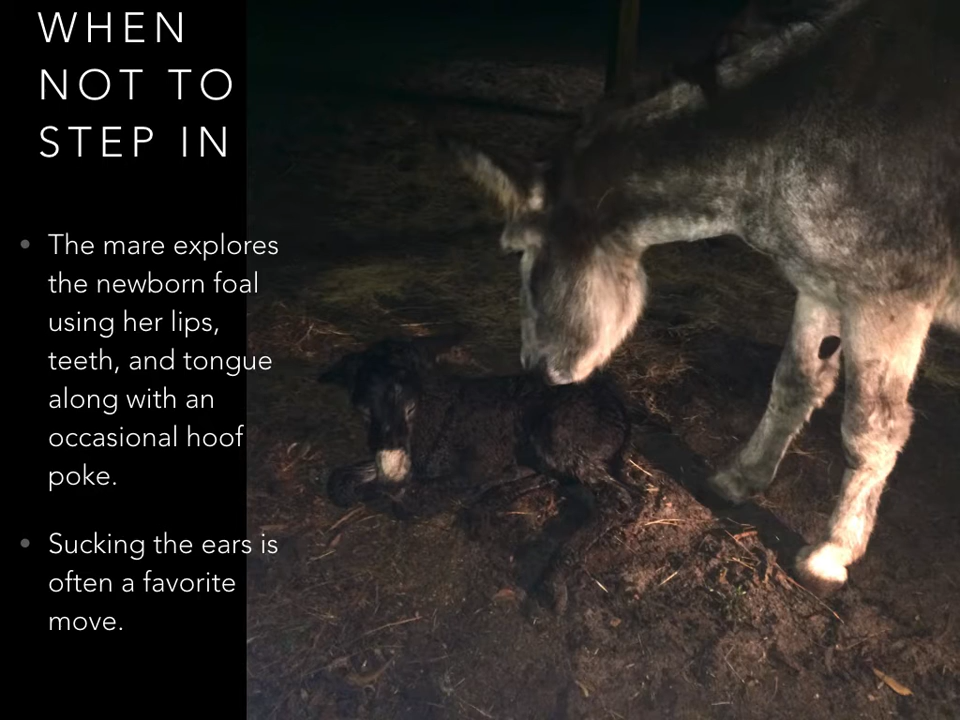 WHEN
NOT TO
STEP IN
• The mare explores
the newborn foal
using her lips,
teeth, and tongue
along with an
occasional hoof
poke.
• Sucking the ears is
often a favorite
move.